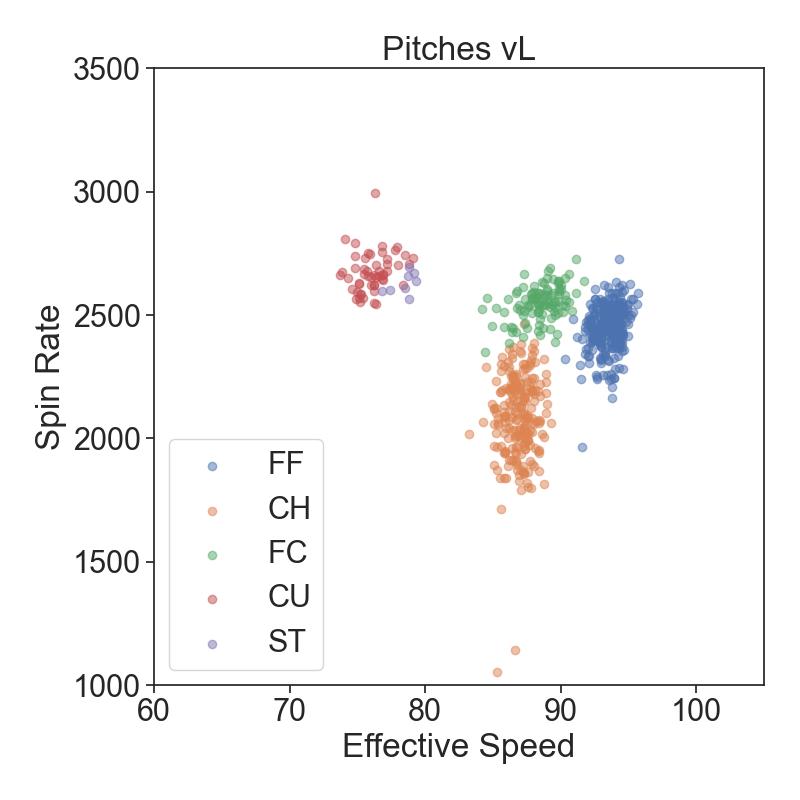 Pitches vL
3500
3000
2500
2000
1500
1000
Spin Rate
FF
CH
FC
CU
ST
60 70 80 90 100
Effective Speed